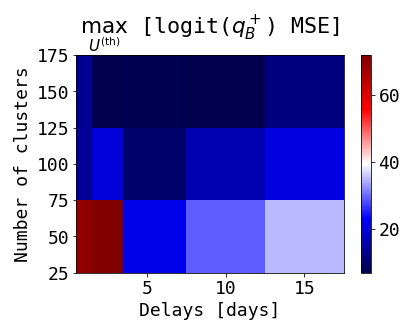 max [logit(q_B^+) MSE]
U^(th)
175
150
125
100
75
50
25
Number of clusters
5 10 15
Delays [days]
60
40
20